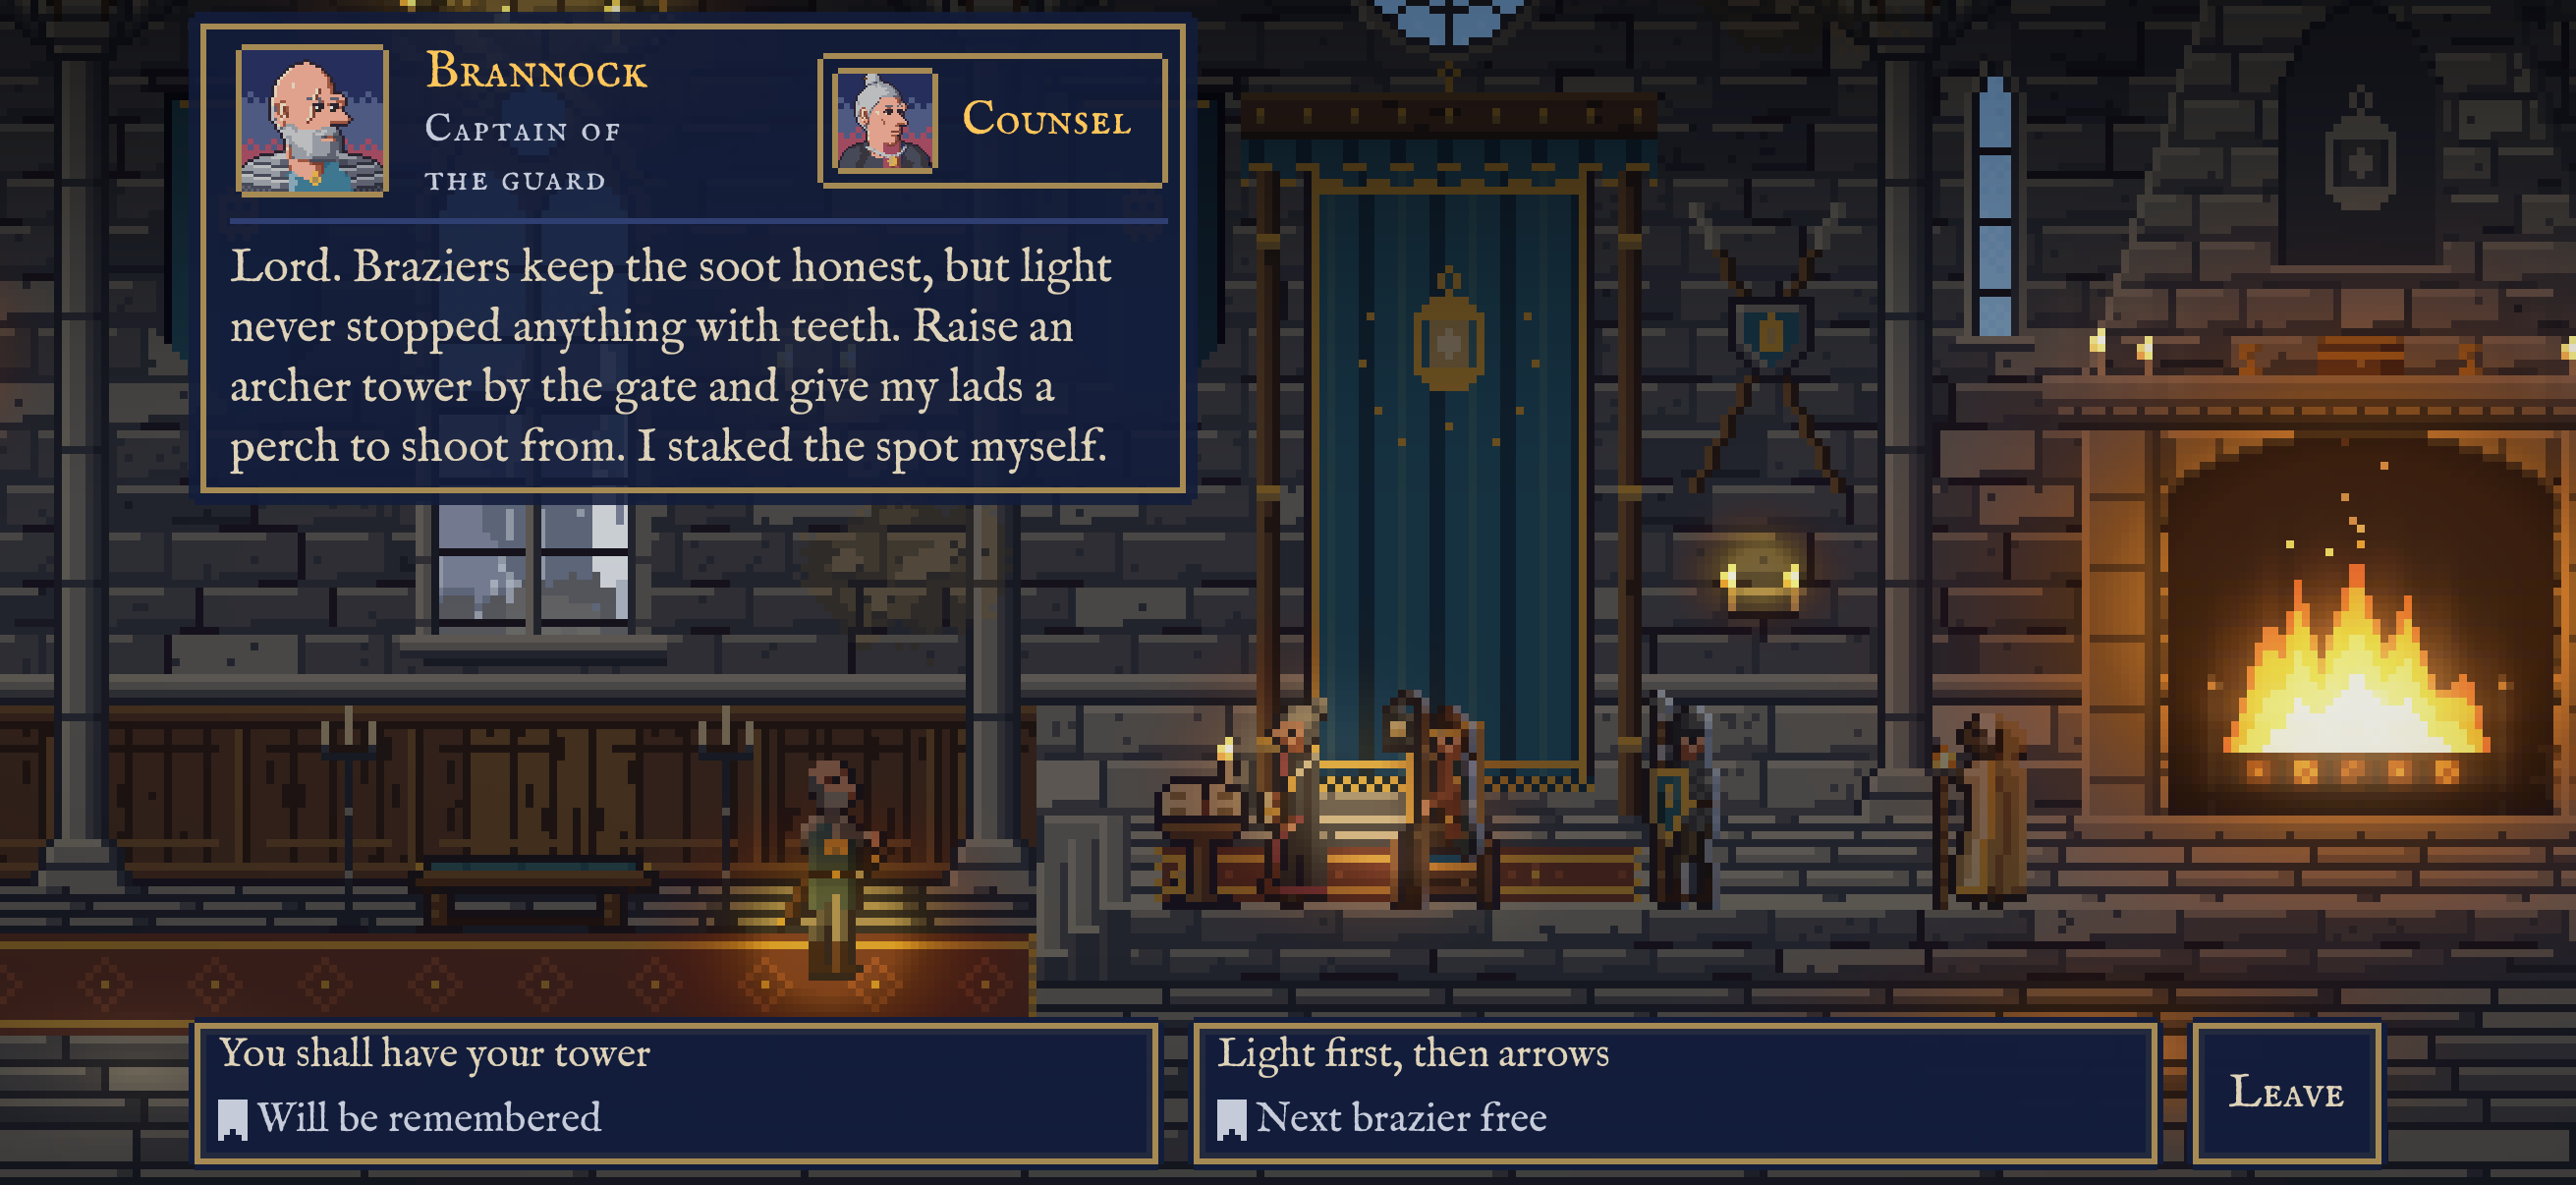 Brannock
Captain of
the guard
Counsel
Lord. Braziers keep the soot honest, but light
never stopped anything with teeth. Raise an
archer tower by the gate and give my lads a
perch to shoot from. I staked the spot myself.
You shall have your tower
Will be remembered
Light first, then arrows
Next brazier free
Leave